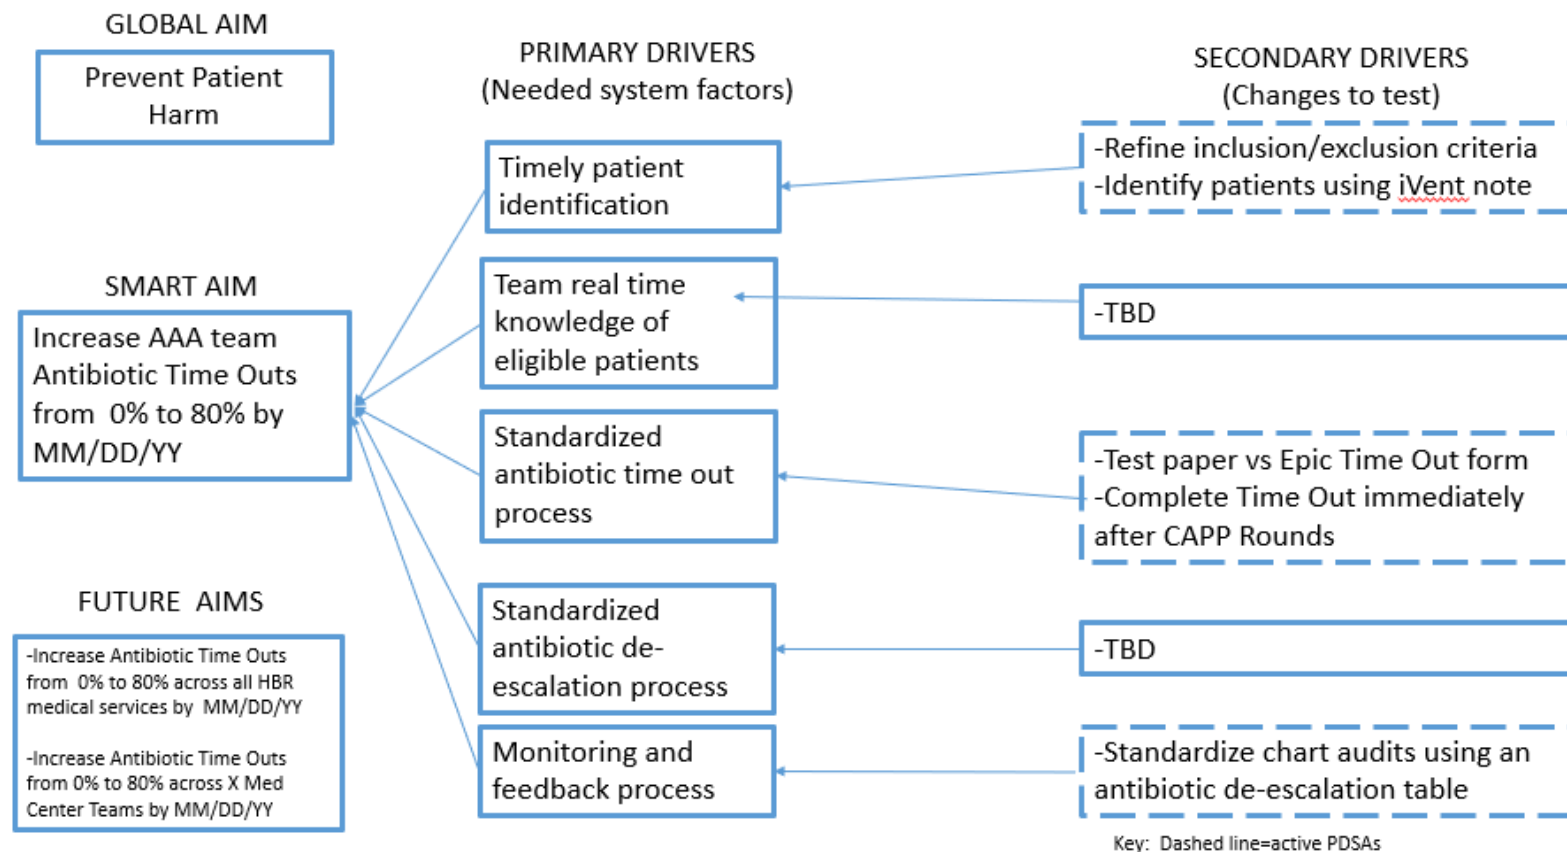 GLOBAL AIM
Prevent Patient
Harm
SMART AIM
Increase AAA team
Antibiotic Time Outs
from  0% to 80% by
MM/DD/YY
FUTURE  AIMS
-Increase Antibiotic Time Outs
from  0% to 80% across all HBR
medical services by  MM/DD/YY
-Increase Antibiotic Time Outs
from 0% to 80% across X Med
Center Teams by MM/DD/YY
PRIMARY DRIVERS
(Needed system factors)
Timely patient
identification
Team real time
knowledge of
eligible patients
Standardized
antibiotic time out
process
Standardized
antibiotic de-
escalation process
Monitoring and
feedback process
SECONDARY DRIVERS
(Changes to test)
-Refine inclusion/exclusion criteria
-Identify patients using iVent note
-TBD
-Test paper vs Epic Time Out form
-Complete Time Out immediately
after CAPP Rounds
-TBD
-Standardize chart audits using an
antibiotic de-escalation table
Key:  Dashed line=active PDSAs